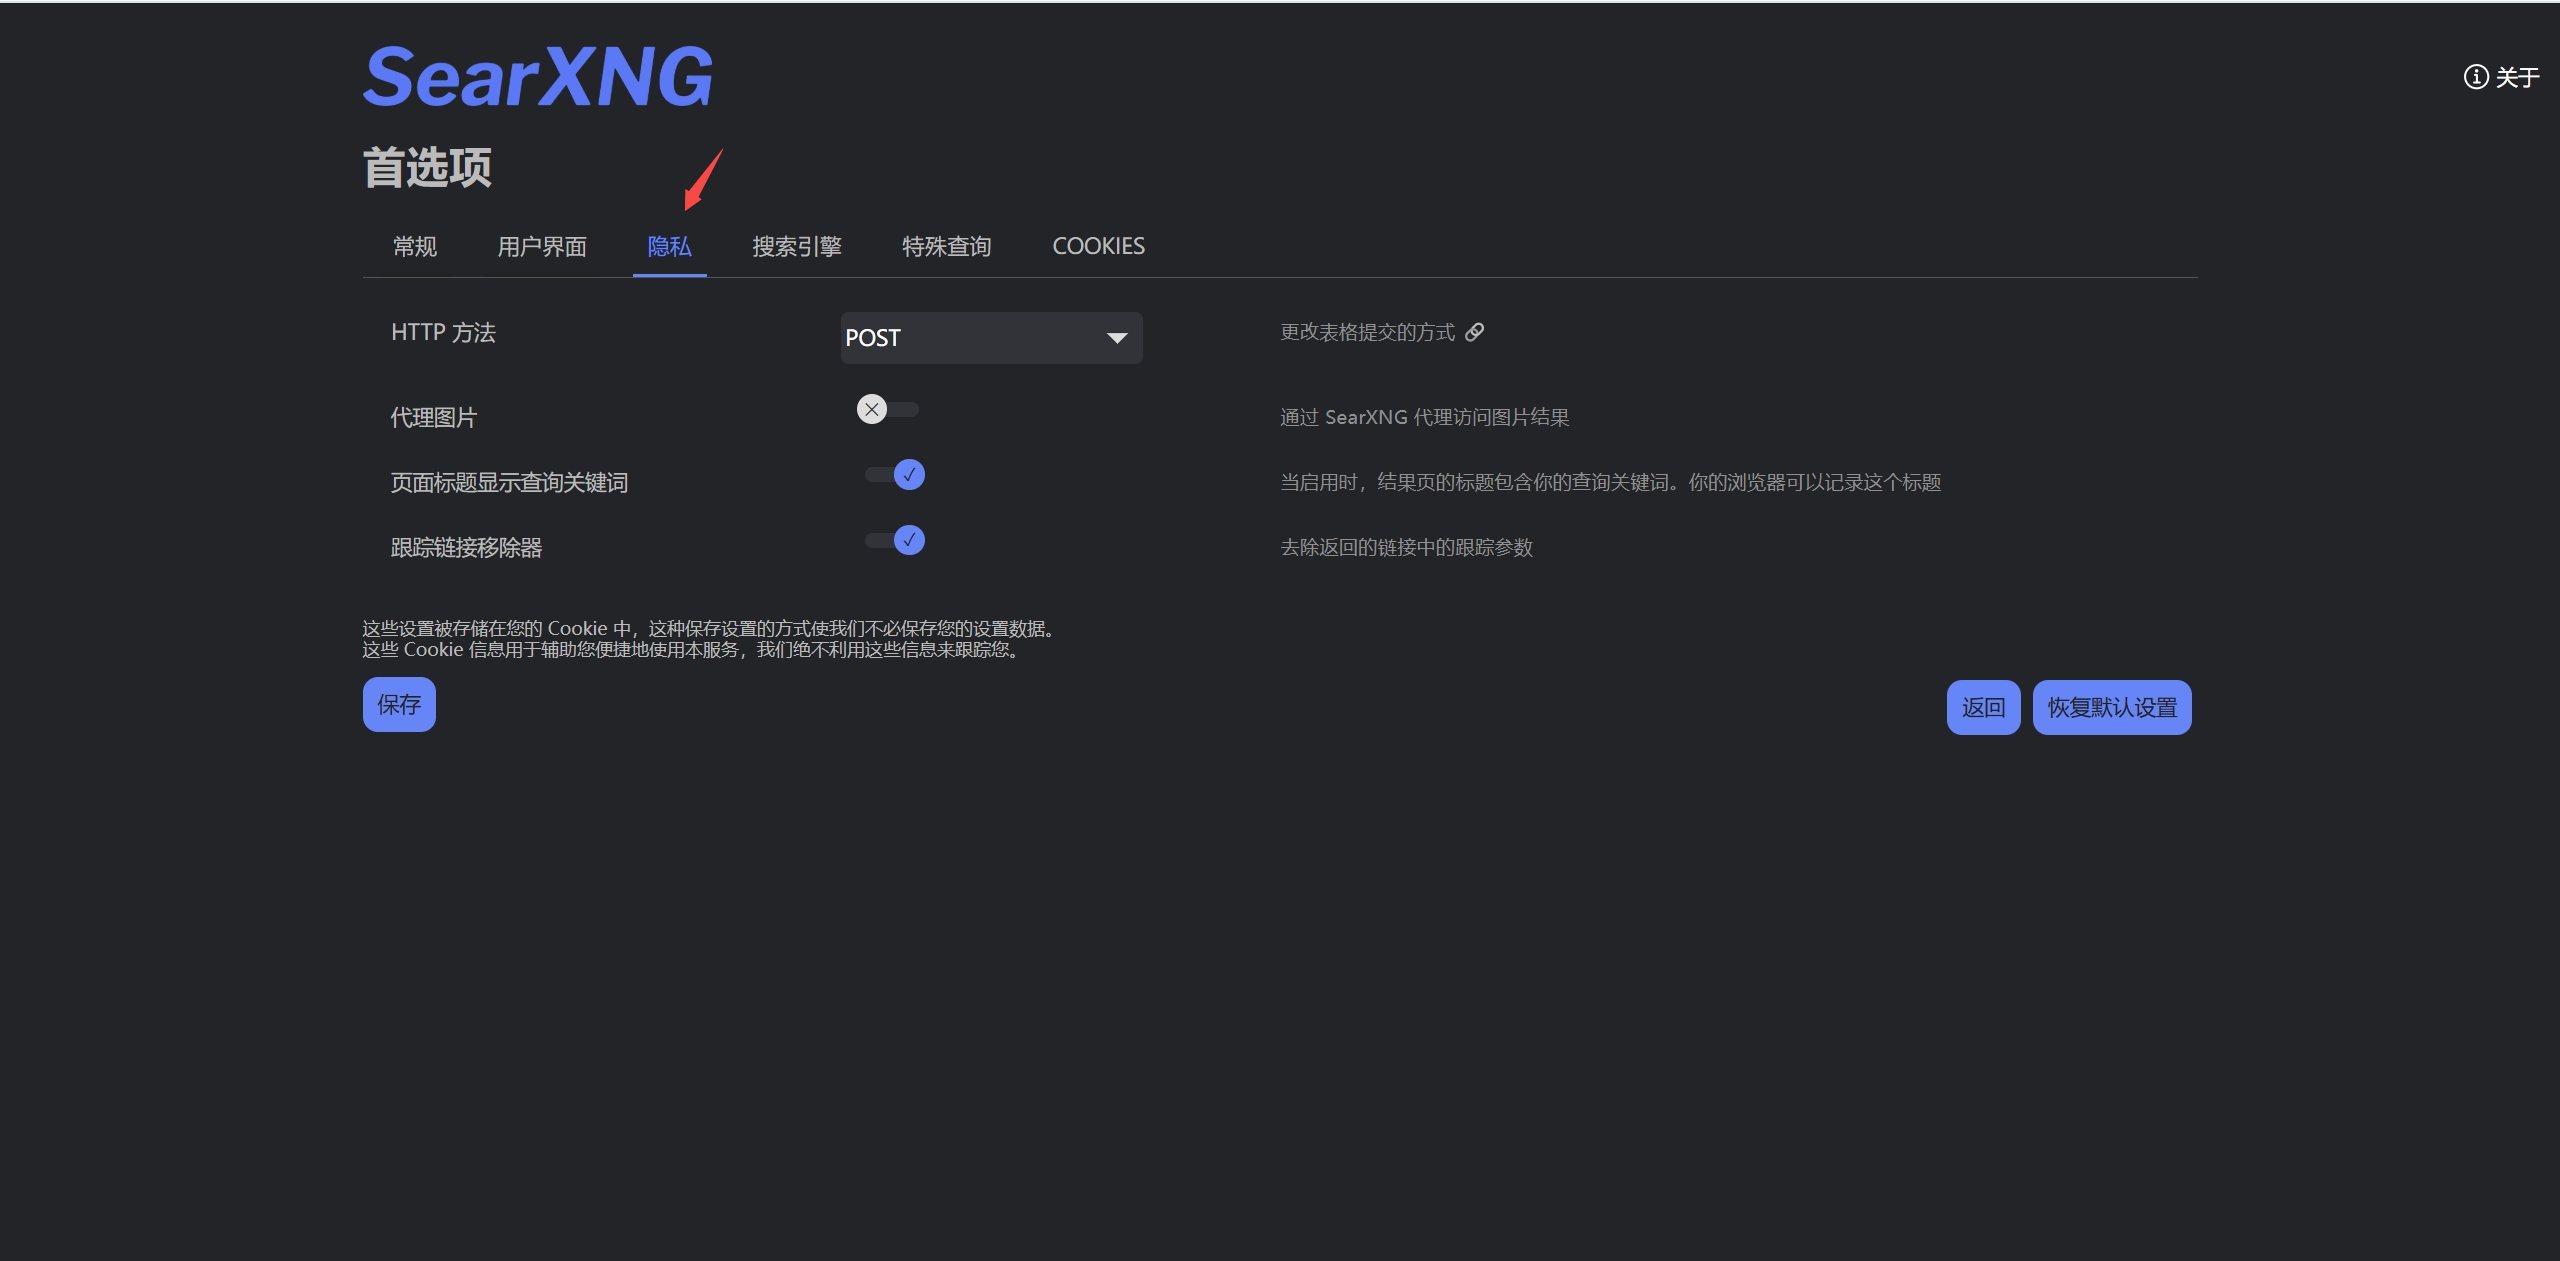 SearXNG
关于
首选项
常规 用户界面 隐私 搜索引擎 特殊查询 COOKIES
HTTP 方法 POST 更改表格提交的方式
代理图片 通过 SearXNG 代理访问图片结果
页面标题显示查询关键词 当启用时，结果页的标题包含你的查询关键词。你的浏览器可以记录这个标题
跟踪链接移除器 去除返回的链接中的跟踪参数
这些设置被存储在您的 Cookie 中，这种保存设置的方式使我们不必保存您的设置数据。
这些 Cookie 信息用于辅助您便捷地使用本服务，我们绝不利用这些信息来跟踪您。
保存 返回 恢复默认设置